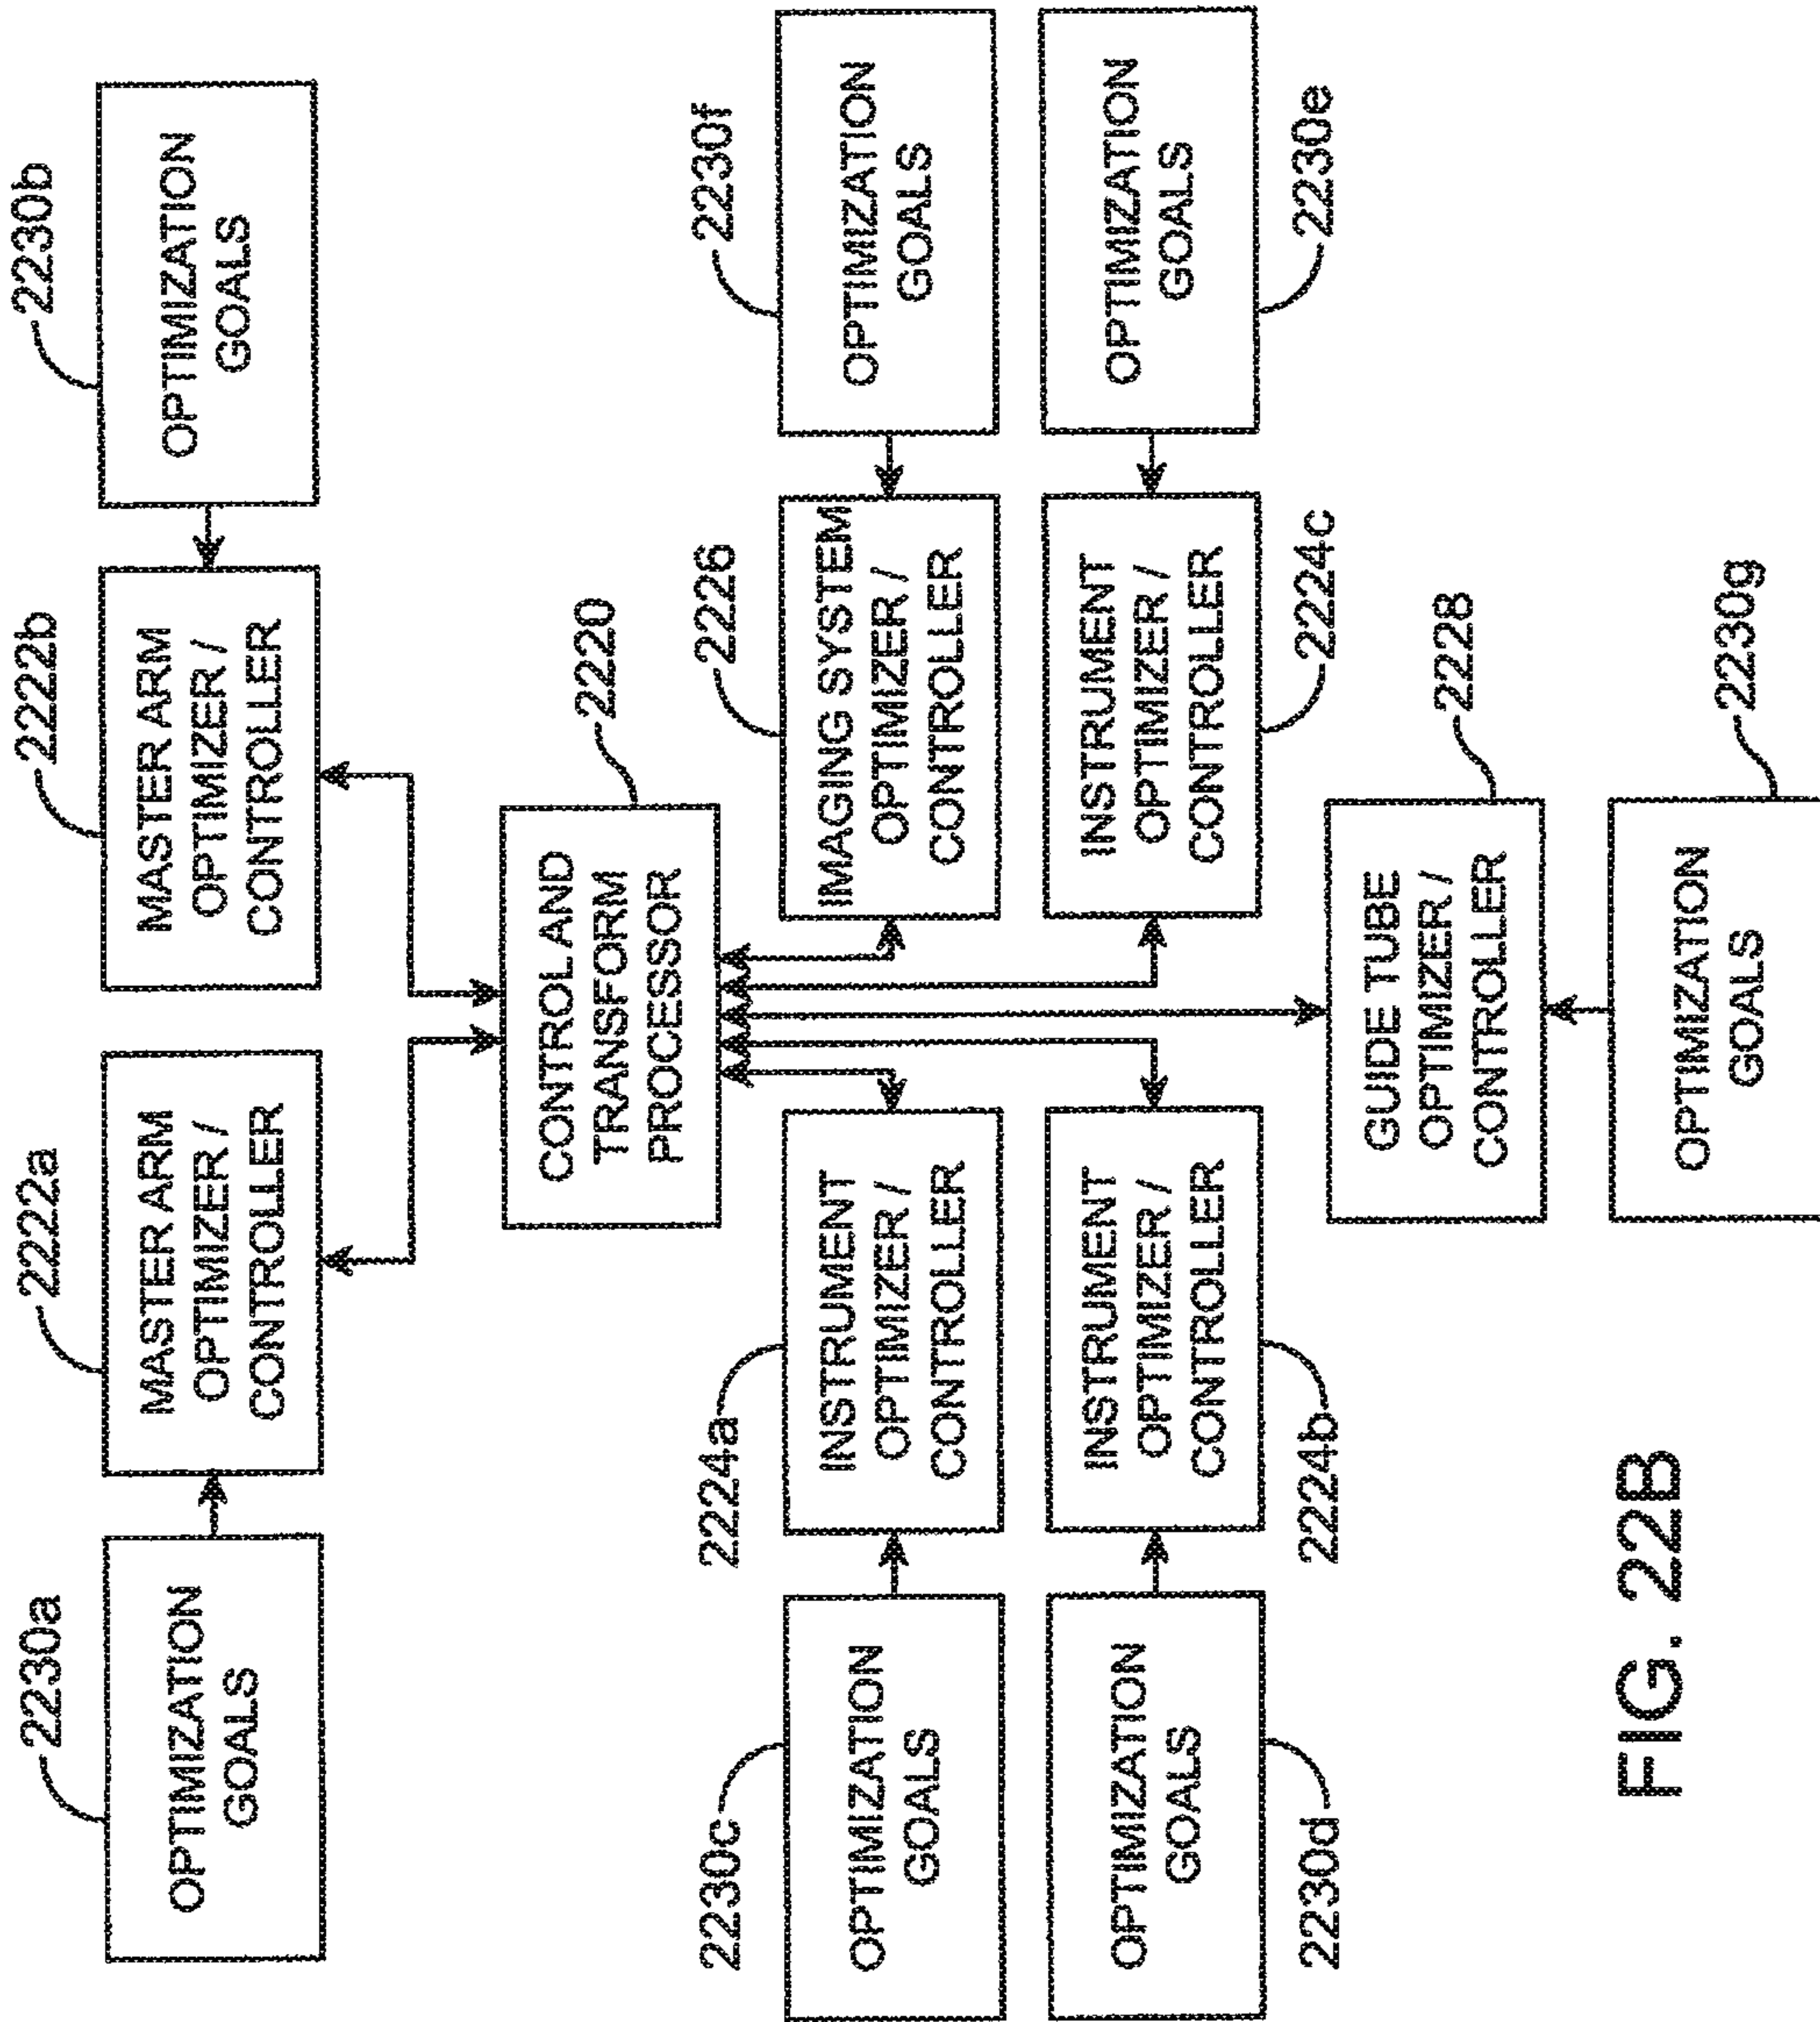 2230a
OPTIMIZATION
GOALS
2222a
MASTER ARM
OPTIMIZER /
CONTROLLER
2222b
MASTER ARM
OPTIMIZER /
CONTROLLER
2230b
OPTIMIZATION
GOALS
CONTROL AND
TRANSFORM
PROCESSOR
2220
2230c
OPTIMIZATION
GOALS
2224a
INSTRUMENT
OPTIMIZER /
CONTROLLER
2226
IMAGING SYSTEM
OPTIMIZER /
CONTROLLER
2230f
OPTIMIZATION
GOALS
OPTIMIZATION
GOALS
2230d
INSTRUMENT
OPTIMIZER /
CONTROLLER
2224b
INSTRUMENT
OPTIMIZER /
CONTROLLER
2224c
OPTIMIZATION
GOALS
2230e
GUIDE TUBE
OPTIMIZER /
CONTROLLER
2228
OPTIMIZATION
GOALS
2230g
FIG. 22B